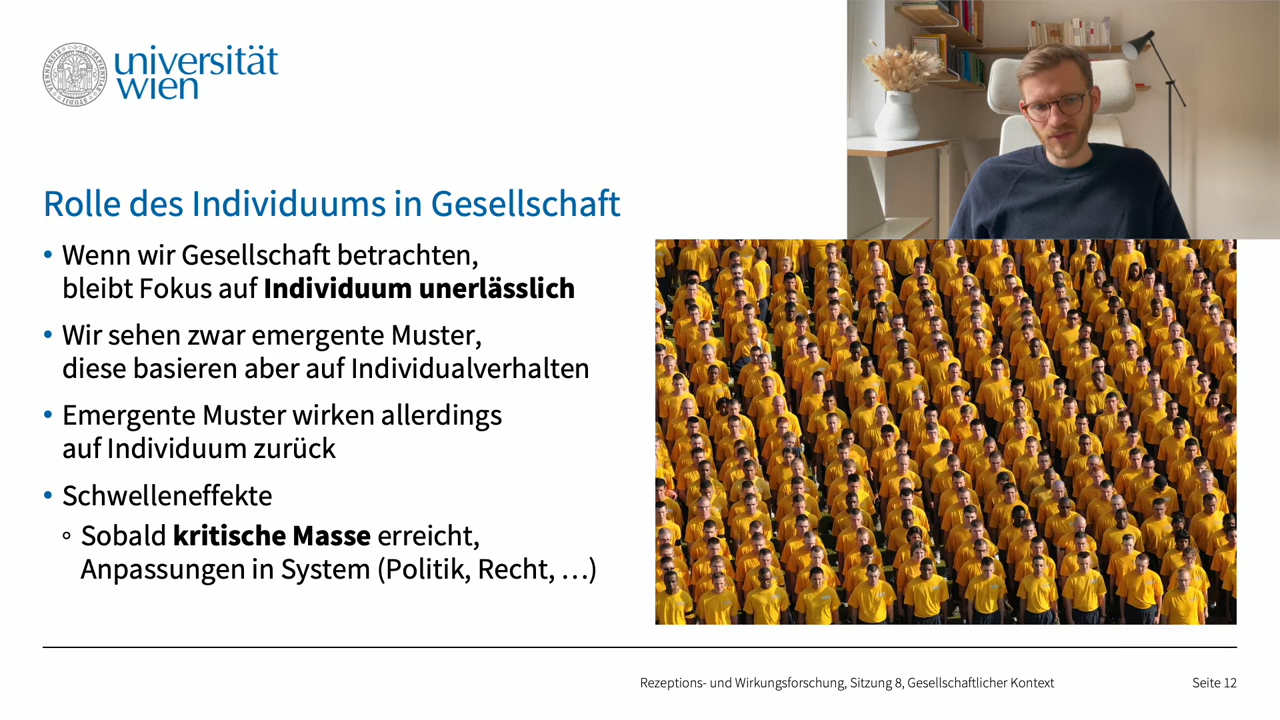 universität
wien
Rolle des Individuums in Gesellschaft
• Wenn wir Gesellschaft betrachten,
bleibt Fokus auf Individuum unerlässlich
• Wir sehen zwar emergente Muster,
diese basieren aber auf Individualverhalten
• Emergente Muster wirken allerdings
auf Individuum zurück
• Schwelleneffekte
◦ Sobald kritische Masse erreicht,
Anpassungen in System (Politik, Recht, …)
Rezeptions- und Wirkungsforschung, Sitzung 8, Gesellschaftlicher Kontext
Seite 12